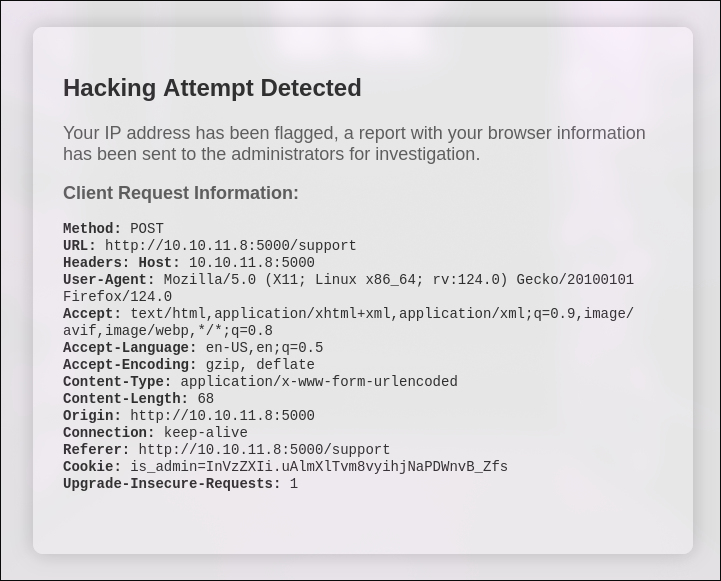 Hacking Attempt Detected
Your IP address has been flagged, a report with your browser information
has been sent to the administrators for investigation.
Client Request Information:
Method: POST
URL: http://10.10.11.8:5000/support
Headers: Host: 10.10.11.8:5000
User-Agent: Mozilla/5.0 (X11; Linux x86_64; rv:124.0) Gecko/20100101
Firefox/124.0
Accept: text/html,application/xhtml+xml,application/xml;q=0.9,image/
avif,image/webp,*/*;q=0.8
Accept-Language: en-US,en;q=0.5
Accept-Encoding: gzip, deflate
Content-Type: application/x-www-form-urlencoded
Content-Length: 68
Origin: http://10.10.11.8:5000
Connection: keep-alive
Referer: http://10.10.11.8:5000/support
Cookie: is_admin=InVzZXIi.uAlmXlTvm8vyihjNaPDWnvB_Zfs
Upgrade-Insecure-Requests: 1